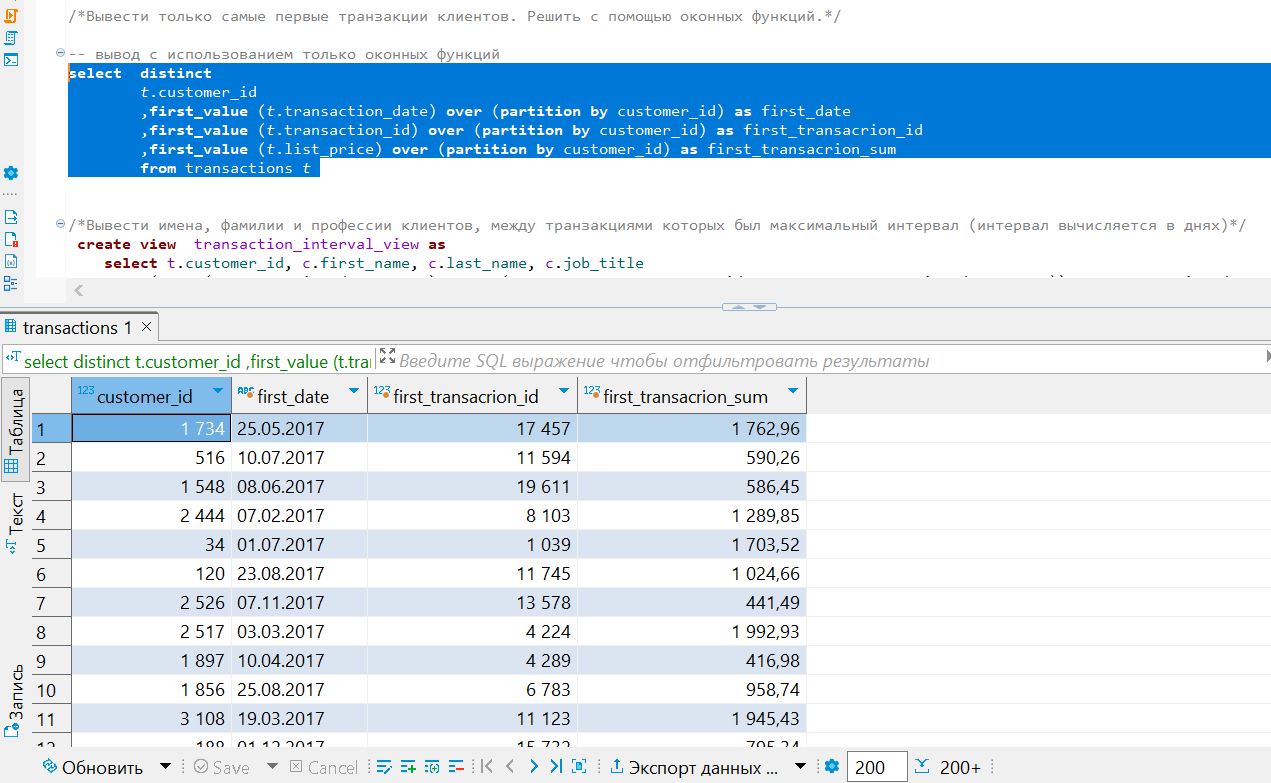 /*Вывести только самые первые транзакции клиентов. Решить с помощью оконных функций.*/
-- вывод с использованием только оконных функций
select distinct
t.customer_id
,first_value (t.transaction_date) over (partition by customer_id) as first_date
,first_value (t.transaction_id) over (partition by customer_id) as first_transacrion_id
,first_value (t.list_price) over (partition by customer_id) as first_transacrion_sum
from transactions t
/*Вывести имена, фамилии и профессии клиентов, между транзакциями которых был максимальный интервал (интервал вычисляется в днях)*/
create view transaction_interval_view as
select t.customer_id, c.first_name, c.last_name, c.job_title
transactions 1
select distinct t.customer_id ,first_value (t.tra
Введите SQL выражение чтобы отфильтровать результаты
Таблица
Текст
Запись
123 customer_id ABC first_date 123 first_transacrion_id 123 first_transacrion_sum
1 1 734 25.05.2017 17 457 1 762,96
2 516 10.07.2017 11 594 590,26
3 1 548 08.06.2017 19 611 586,45
4 2 444 07.02.2017 8 103 1 289,85
5 34 01.07.2017 1 039 1 703,52
6 120 23.08.2017 11 745 1 024,66
7 2 526 07.11.2017 13 578 441,49
8 2 517 03.03.2017 4 224 1 992,93
9 1 897 10.04.2017 4 289 416,98
10 1 856 25.08.2017 6 783 958,74
11 3 108 19.03.2017 11 123 1 945,43
Обновить Save Cancel Экспорт данных ... 200 200+